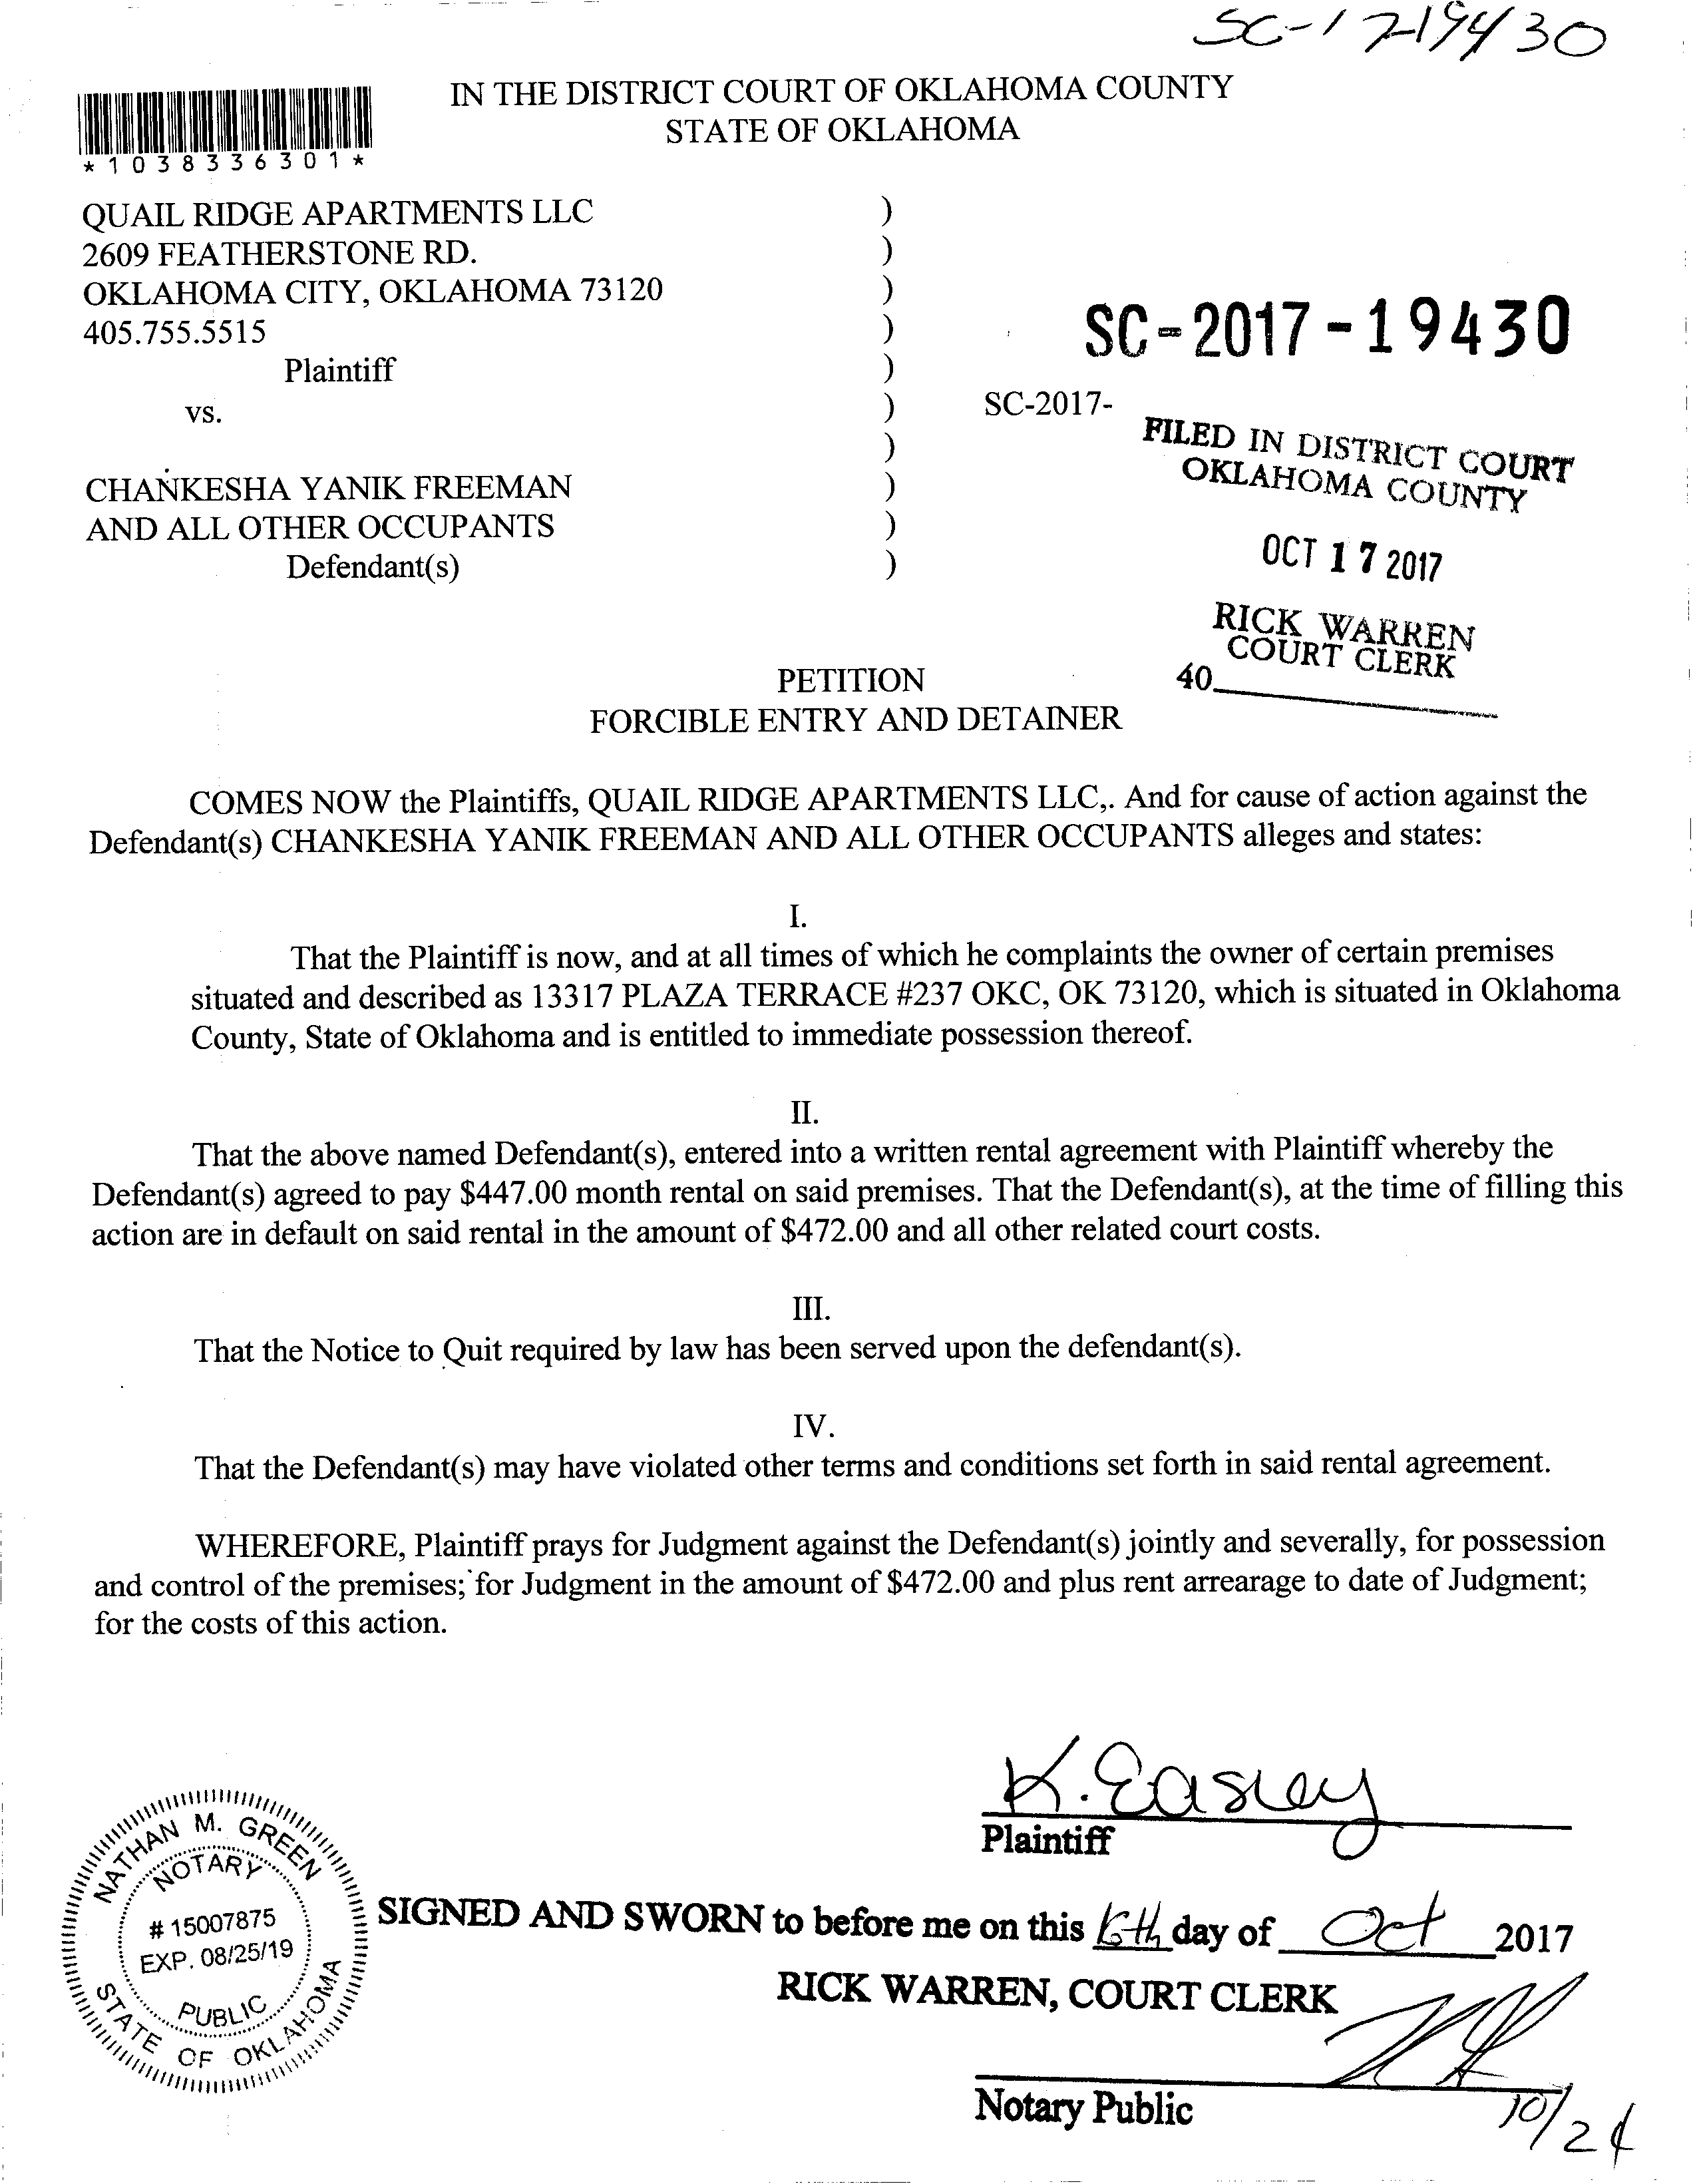 SC-17-19430
*1038336301*
IN THE DISTRICT COURT OF OKLAHOMA COUNTY
STATE OF OKLAHOMA
QUAIL RIDGE APARTMENTS LLC )
2609 FEATHERSTONE RD. )
OKLAHOMA CITY, OKLAHOMA 73120 )
405.755.5515 )
SC-2017-19430
Plaintiff )
vs. ) SC-2017-
)
FILED IN DISTRICT COURT
OKLAHOMA COUNTY
CHANKESHA YANIK FREEMAN )
AND ALL OTHER OCCUPANTS )
Defendant(s) )
OCT 17 2017
RICK WARREN
COURT CLERK
40
PETITION
FORCIBLE ENTRY AND DETAINER
COMES NOW the Plaintiffs, QUAIL RIDGE APARTMENTS LLC,. And for cause of action against the
Defendant(s) CHANKESHA YANIK FREEMAN AND ALL OTHER OCCUPANTS alleges and states:
I.
That the Plaintiff is now, and at all times of which he complaints the owner of certain premises
situated and described as 13317 PLAZA TERRACE #237 OKC, OK 73120, which is situated in Oklahoma
County, State of Oklahoma and is entitled to immediate possession thereof.
II.
That the above named Defendant(s), entered into a written rental agreement with Plaintiff whereby the
Defendant(s) agreed to pay $447.00 month rental on said premises. That the Defendant(s), at the time of filling this
action are in default on said rental in the amount of $472.00 and all other related court costs.
III.
That the Notice to Quit required by law has been served upon the defendant(s).
IV.
That the Defendant(s) may have violated other terms and conditions set forth in said rental agreement.
WHEREFORE, Plaintiff prays for Judgment against the Defendant(s) jointly and severally, for possession
and control of the premises; for Judgment in the amount of $472.00 and plus rent arrearage to date of Judgment;
for the costs of this action.
K. Easley
Plaintiff
NATHAN M. GREEN
NOTARY
# 15007875
EXP. 08/25/19
PUBLIC
STATE OF OKLAHOMA
SIGNED AND SWORN to before me on this day of Oct 2017
RICK WARREN, COURT CLERK
Notary Public
10/24